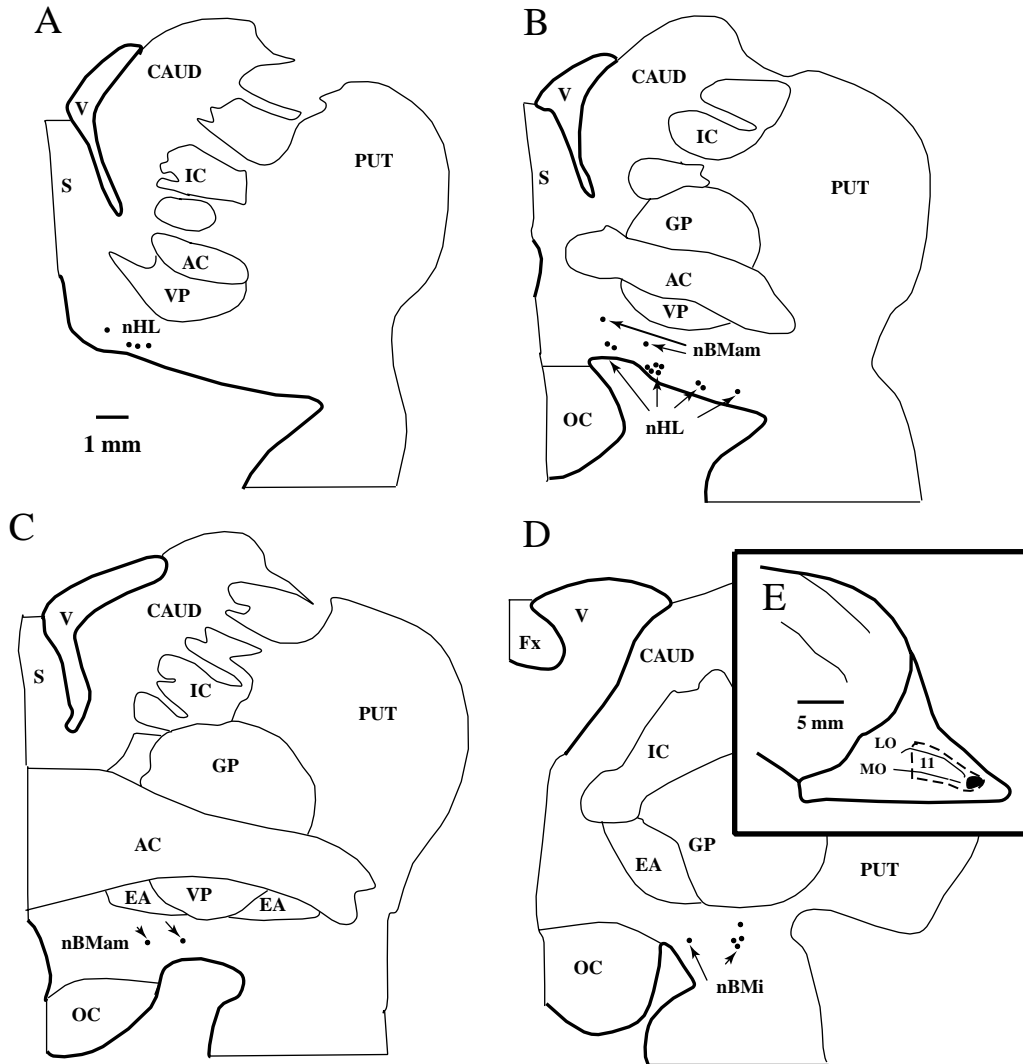 A
CAUD
V
IC
PUT
S
AC
VP
nHL
1 mm
B
CAUD
V
IC
S
PUT
GP
AC
VP
nBMam
OC
nHL
C
V
CAUD
S
IC
PUT
GP
AC
EA
VP
EA
nBMam
OC
D
V
Fx
CAUD
IC
GP
EA
PUT
OC
nBMi
E
5 mm
LO
11
MO